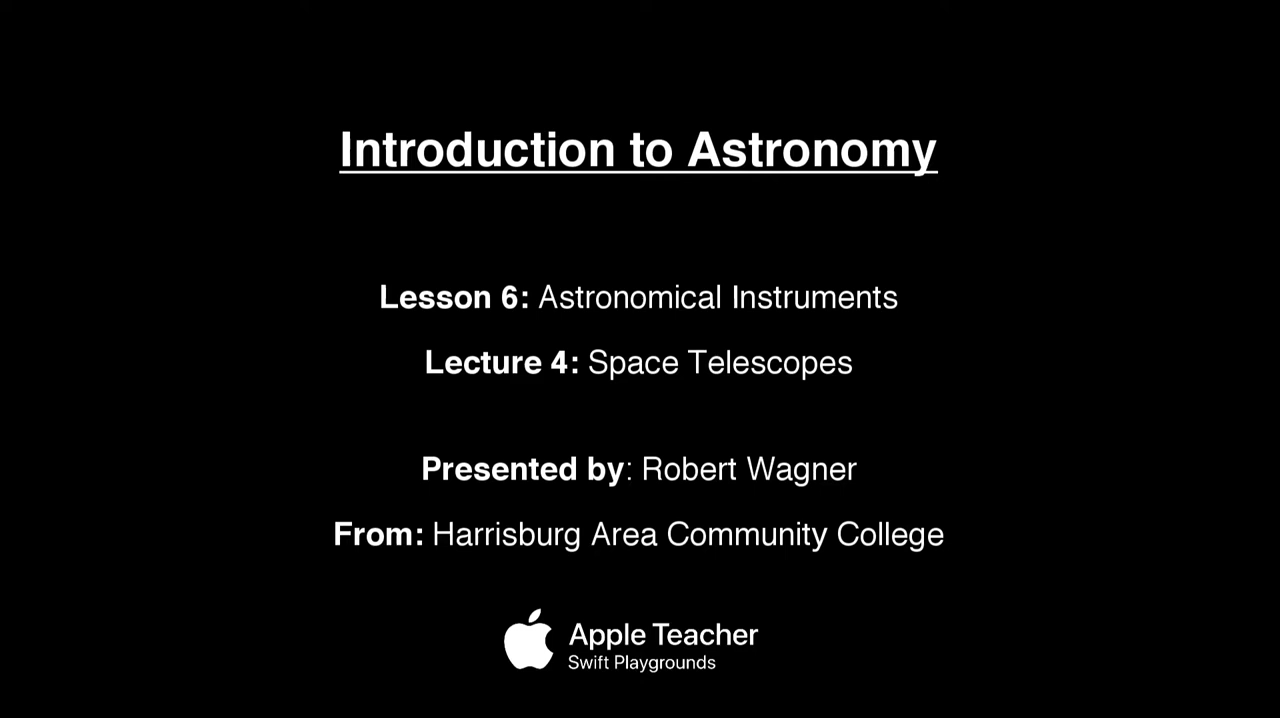 Introduction to Astronomy
Lesson 6: Astronomical Instruments
Lecture 4: Space Telescopes
Presented by: Robert Wagner
From: Harrisburg Area Community College
Apple Teacher
Swift Playgrounds